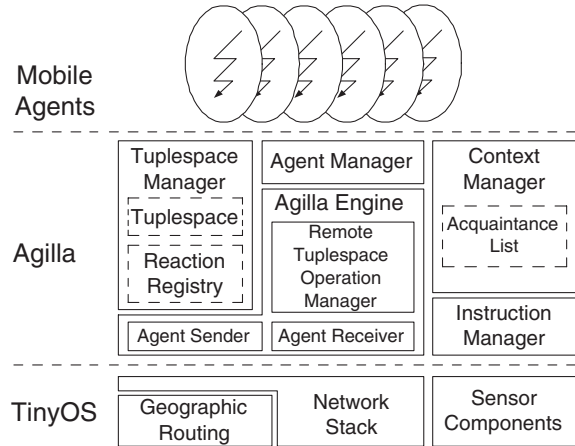 Mobile
Agents
Agilla
Tuplespace
Manager
Tuplespace
Reaction
Registry
Agent Manager
Agilla Engine
Remote
Tuplespace
Operation
Manager
Agent Sender
Agent Receiver
Context
Manager
Acquaintance
List
Instruction
Manager
TinyOS
Geographic
Routing
Network
Stack
Sensor
Components